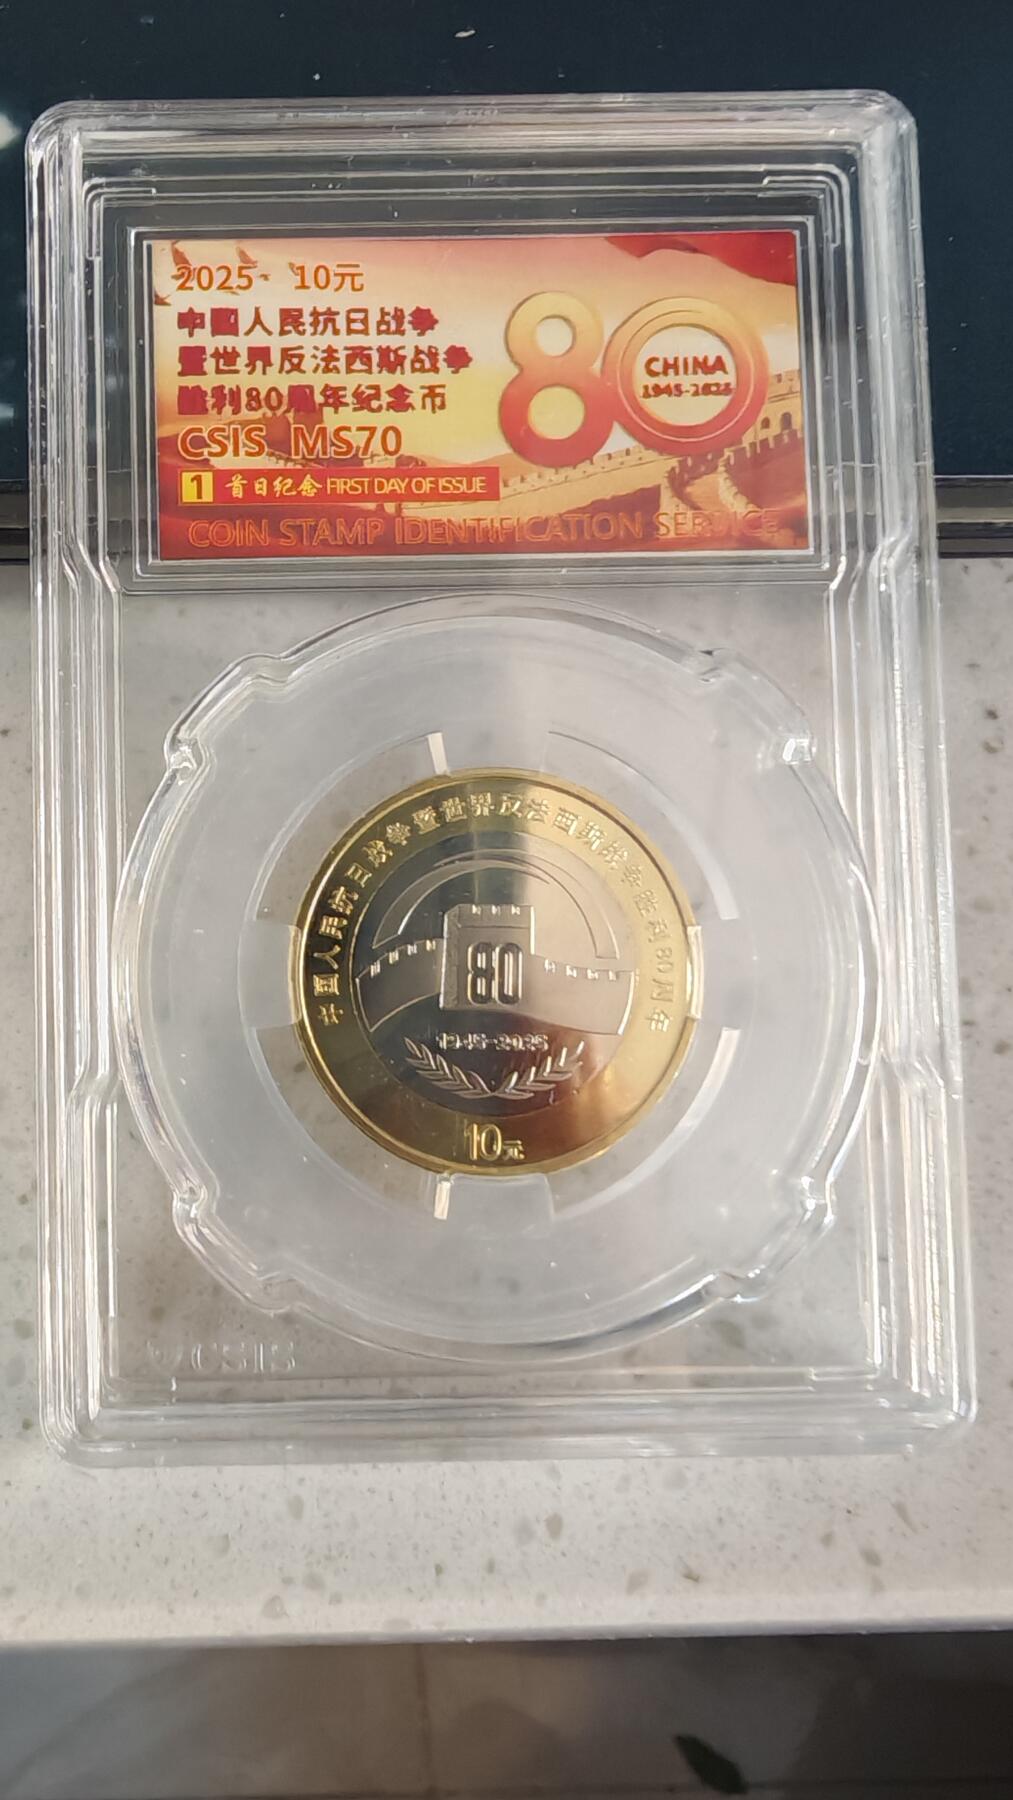 2025 10元
中国人民抗日战争
暨世界反法西斯战争
胜利80周年纪念币
CSIS MS70
1 首日纪念 FIRST DAY OF ISSUE
COIN STAMP IDENTIFICATION SERVICE
80
CHINA
1945-2025
中国人民抗日战争暨世界反法西斯战争胜利80周年
80
1945-2025
10元
CSIS